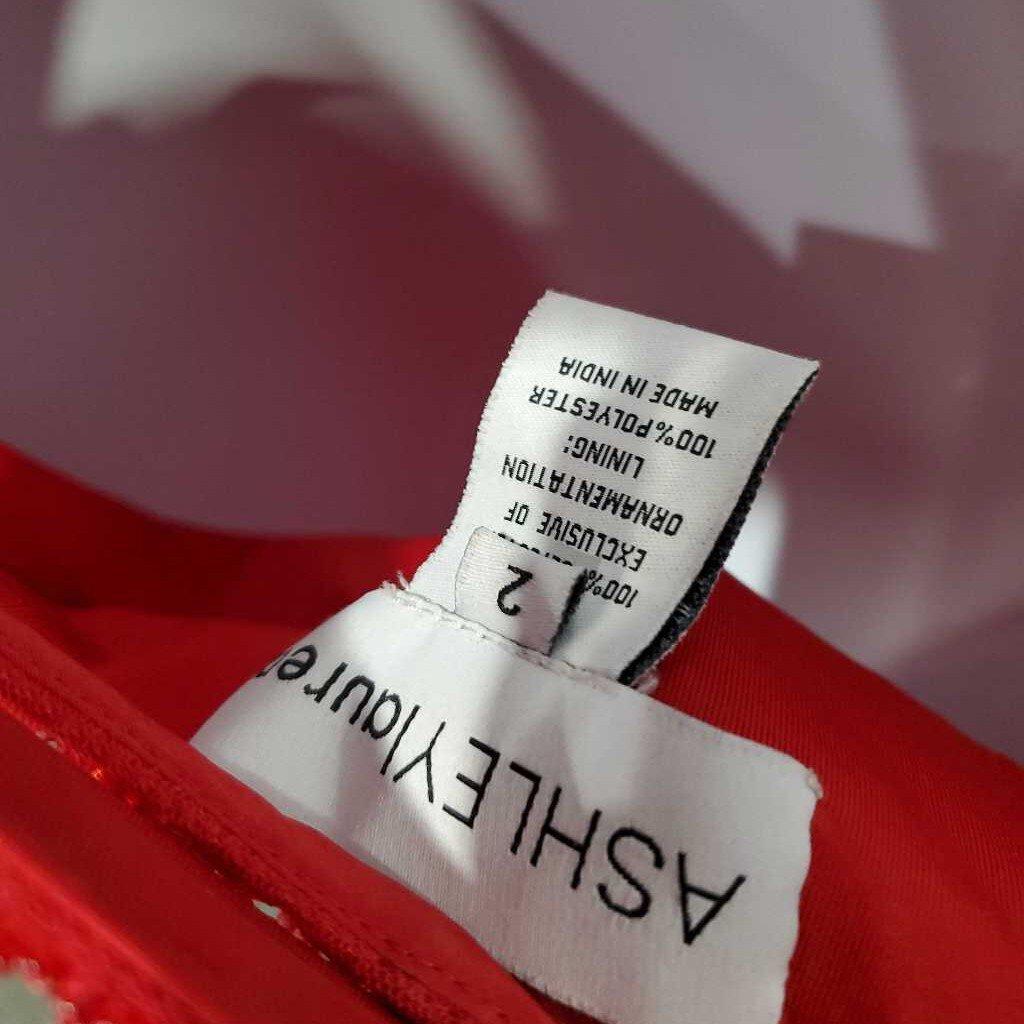 ASHLEYlaure
2
100%
EXCLUSIVE OF
ORNAMENTATION
LINING:
100% POLYESTER
MADE IN INDIA